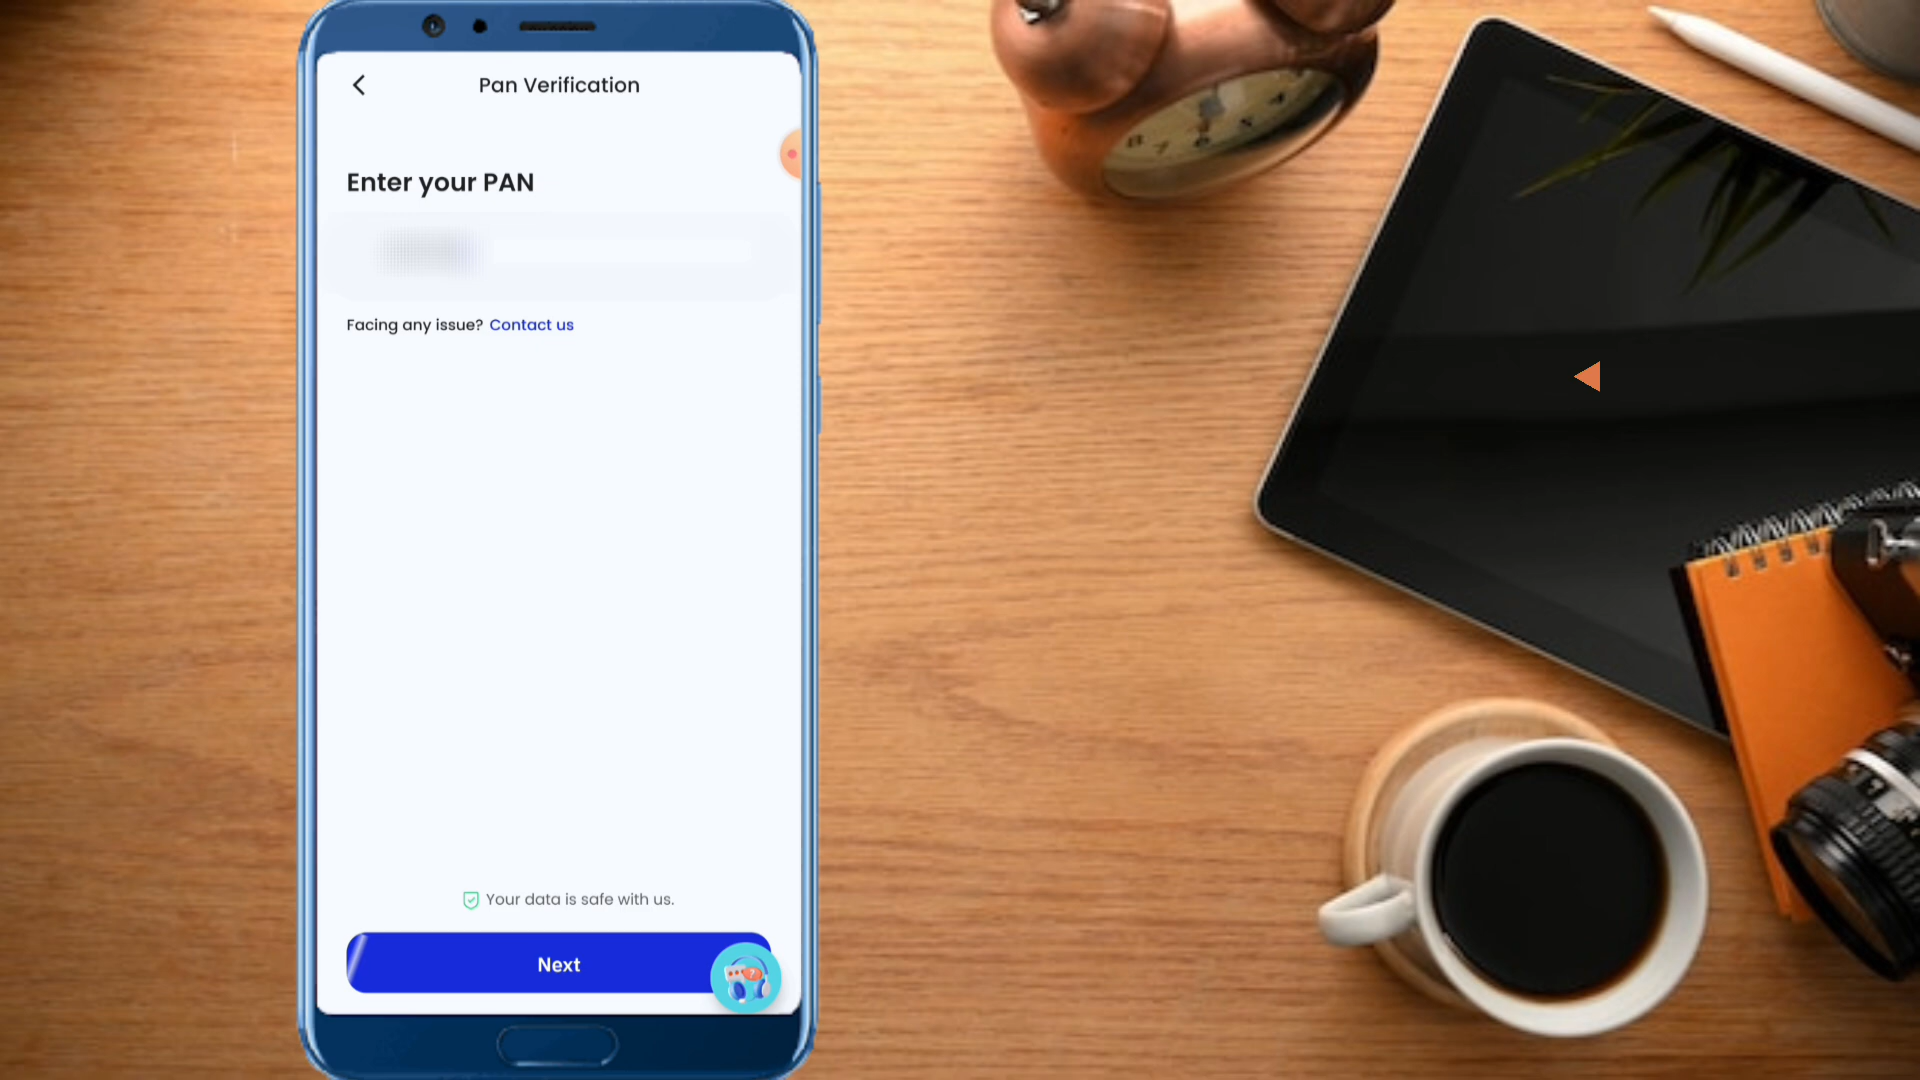 Pan Verification
Enter your PAN
Facing any issue? Contact us
Your data is safe with us.
Next